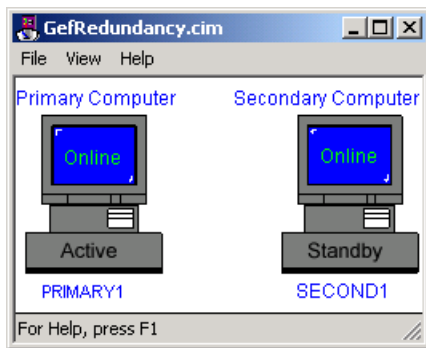 GefRedundancy.cim
File View Help
Primary Computer Secondary Computer
Online Online
Active Standby
PRIMARY1 SECOND1
For Help, press F1